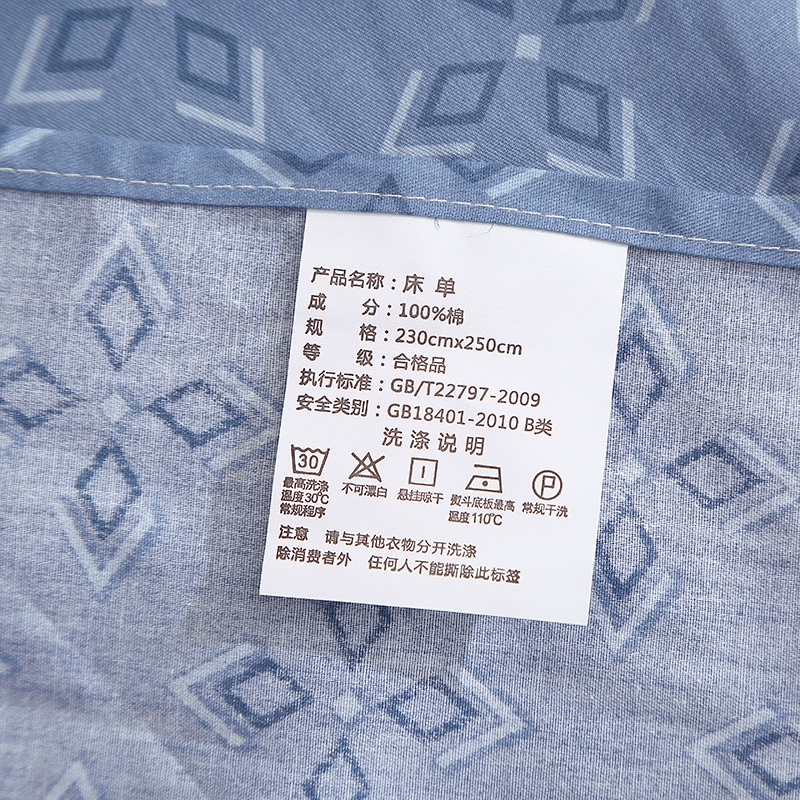 产品名称：床 单
成 分：100%棉
规 格：230cmx250cm
等 级：合格品
执行标准：GB/T22797-2009
安全类别：GB18401-2010 B类
洗 涤 说 明
30 P
最高洗涤 不可漂白 悬挂晾干 熨斗底板最高 常规干洗
温度30℃ 温度110℃
常规程序
注意 请与其他衣物分开洗涤
除消费者外 任何人不能撕除此标签